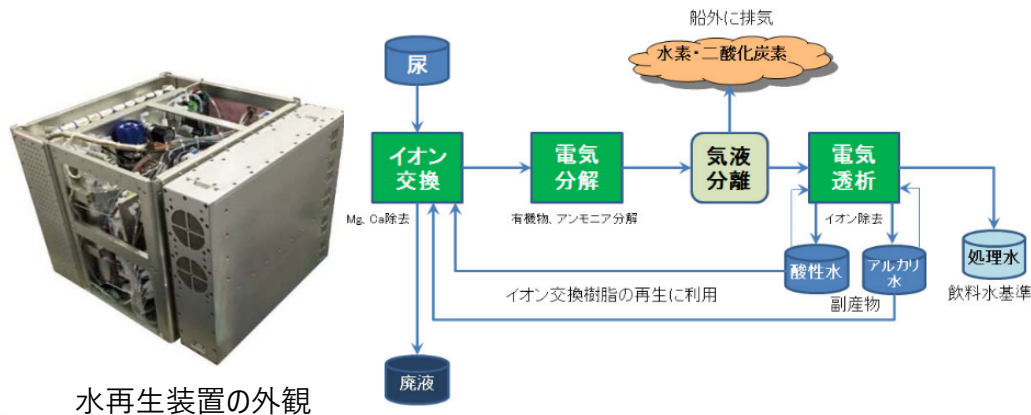 船外に排気
水素・二酸化炭素
尿
イオン
交換
電気
分解
気液
分離
電気
透析
Mg、Ca除去
有機物、アンモニア分解
イオン除去
酸性水
アルカリ
水
処理水
イオン交換樹脂の再生に利用
副産物
飲料水基準
廃液
水再生装置の外観